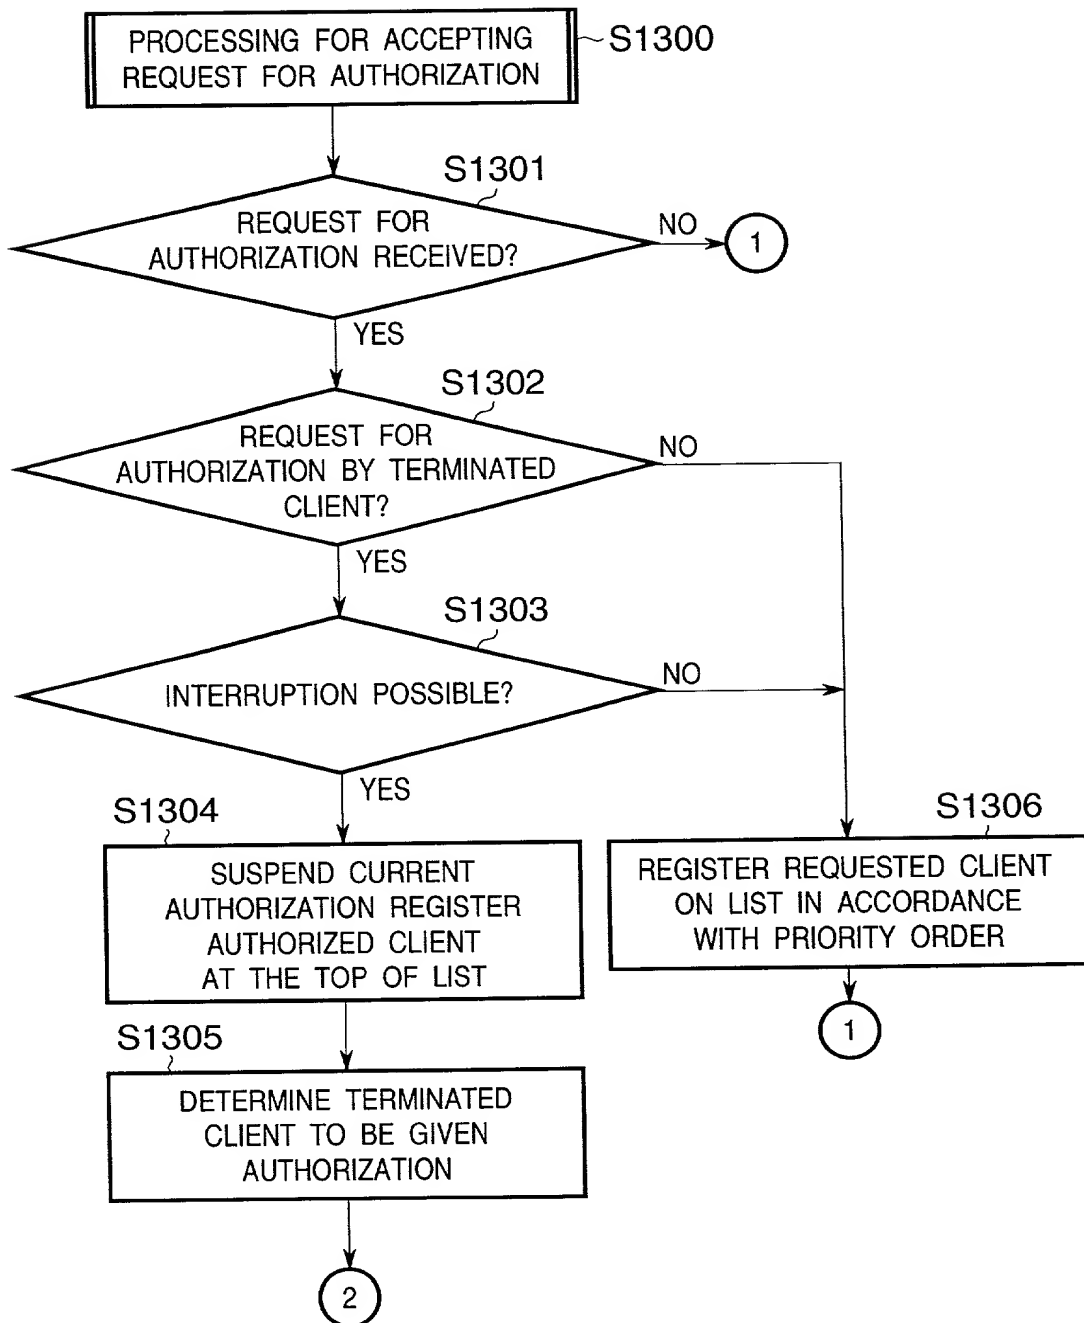 PROCESSING FOR ACCEPTING
REQUEST FOR AUTHORIZATION
S1300
S1301
REQUEST FOR
AUTHORIZATION RECEIVED?
NO
1
YES
S1302
REQUEST FOR
AUTHORIZATION BY TERMINATED
CLIENT?
NO
YES
S1303
INTERRUPTION POSSIBLE?
NO
YES
S1304
SUSPEND CURRENT
AUTHORIZATION REGISTER
AUTHORIZED CLIENT
AT THE TOP OF LIST
S1306
REGISTER REQUESTED CLIENT
ON LIST IN ACCORDANCE
WITH PRIORITY ORDER
1
S1305
DETERMINE TERMINATED
CLIENT TO BE GIVEN
AUTHORIZATION
2